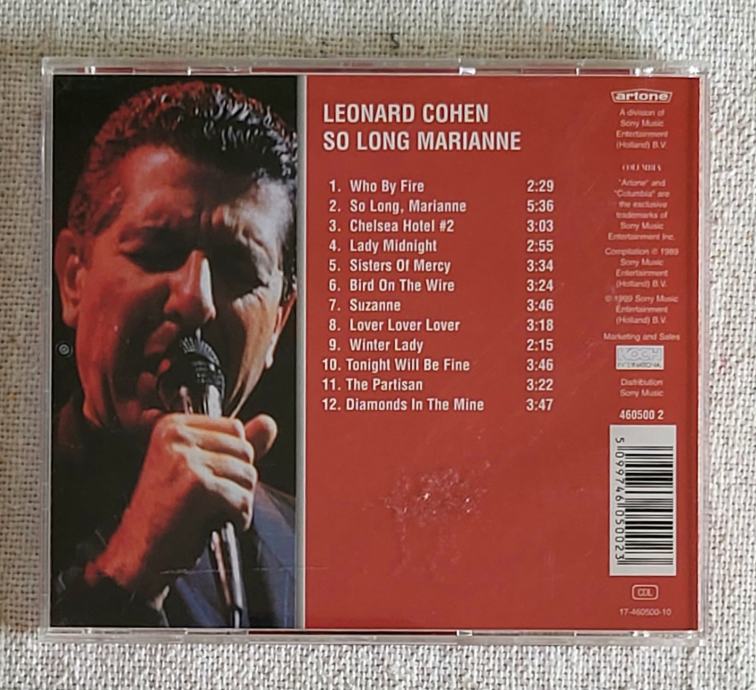 LEONARD COHEN
SO LONG MARIANNE
1. Who By Fire 2:29
2. So Long, Marianne 5:36
3. Chelsea Hotel #2 3:03
4. Lady Midnight 2:55
5. Sisters Of Mercy 3:34
6. Bird On The Wire 3:24
7. Suzanne 3:46
8. Lover Lover Lover 3:18
9. Winter Lady 2:15
10. Tonight Will Be Fine 3:46
11. The Partisan 3:22
12. Diamonds In The Mine 3:47
artone
A division of
Sony Music
Entertainment
(Holland) B.V.
COLUMBIA
"Artone" and
"Columbia" are
the exclusive
trademarks of
Sony Music
Entertainment Inc.
Compilation ℗ 1989
Sony Music
Entertainment
(Holland) B.V.
© 1989 Sony Music
Entertainment
(Holland) B.V.
Marketing and Sales
KOCH
INTERNATIONAL
Distribution
Sony Music
460500 2
5 099746 050023
CDL
17-460500-10